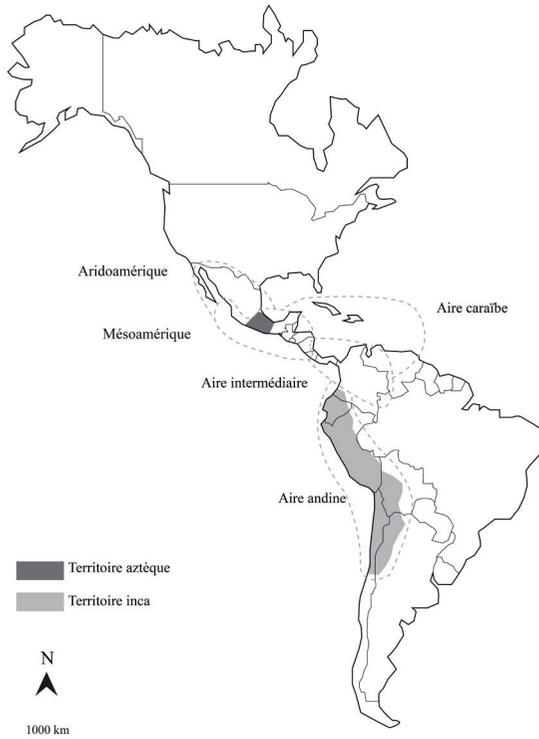 Aridoamérique
Aire caraïbe
Mésoamérique
Aire intermédiaire
Aire andine
Territoire aztèque
Territoire inca
N
1000 km